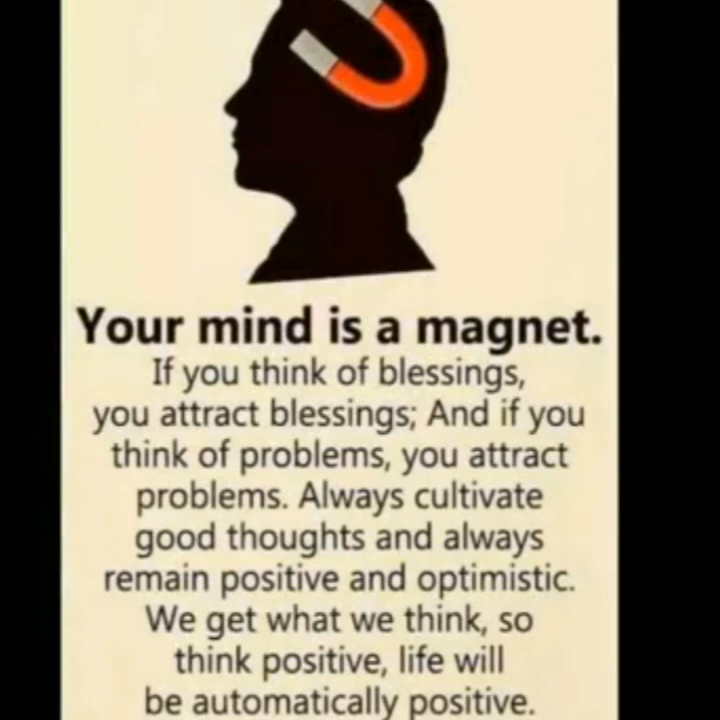 Your mind is a magnet.
If you think of blessings,
you attract blessings; And if you
think of problems, you attract
problems. Always cultivate
good thoughts and always
remain positive and optimistic.
We get what we think, so
think positive, life will
be automatically positive.